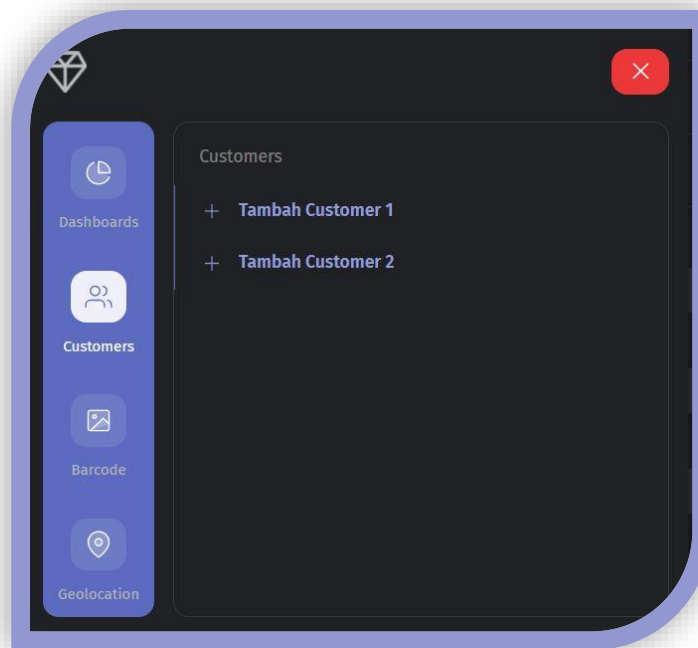 Dashboards
Customers
Barcode
Geolocation
Customers
Tambah Customer 1
Tambah Customer 2